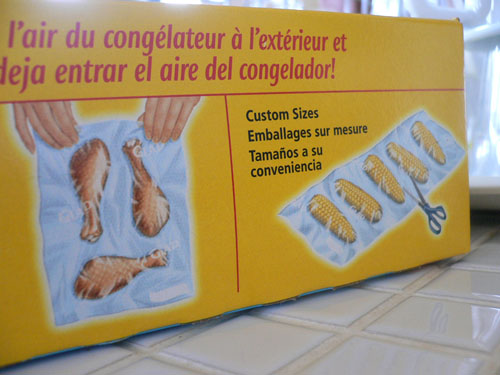 l'air du congélateur à l'extérieur et
deja entrar el aire del congelador!
Custom Sizes
Emballages sur mesure
Tamaños a su
conveniencia